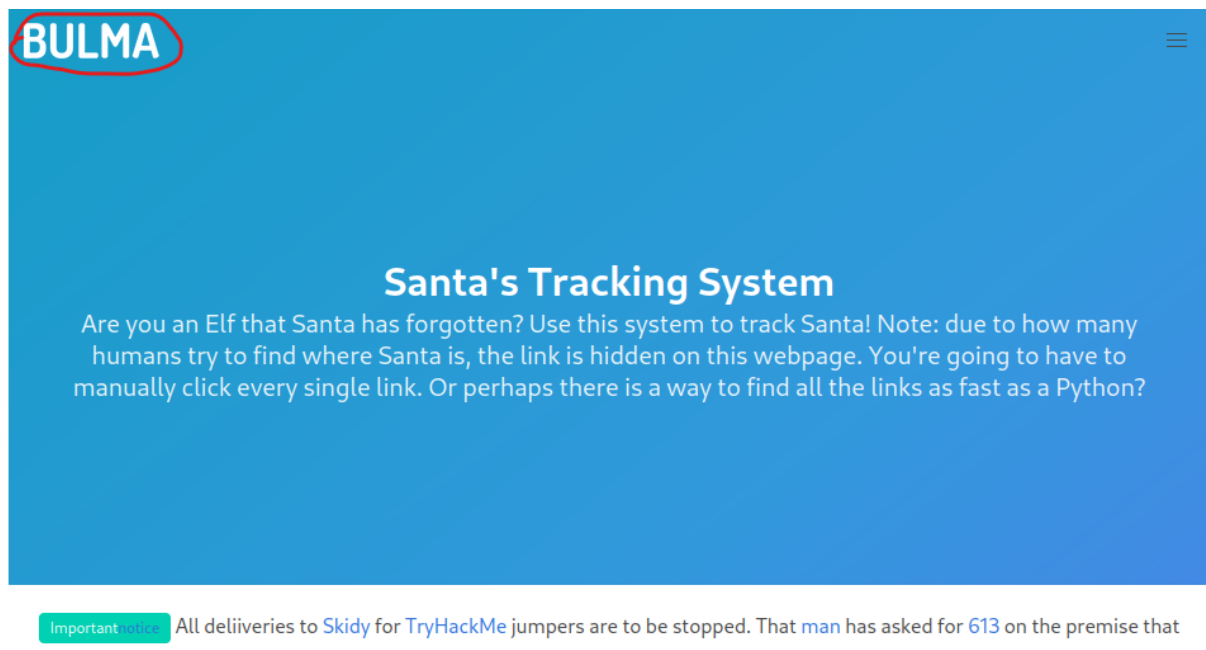 BULMA
Santa's Tracking System
Are you an Elf that Santa has forgotten? Use this system to track Santa! Note: due to how many
humans try to find where Santa is, the link is hidden on this webpage. You're going to have to
manually click every single link. Or perhaps there is a way to find all the links as fast as a Python?
Importantnotice All deliiveries to Skidy for TryHackMe jumpers are to be stopped. That man has asked for 613 on the premise that